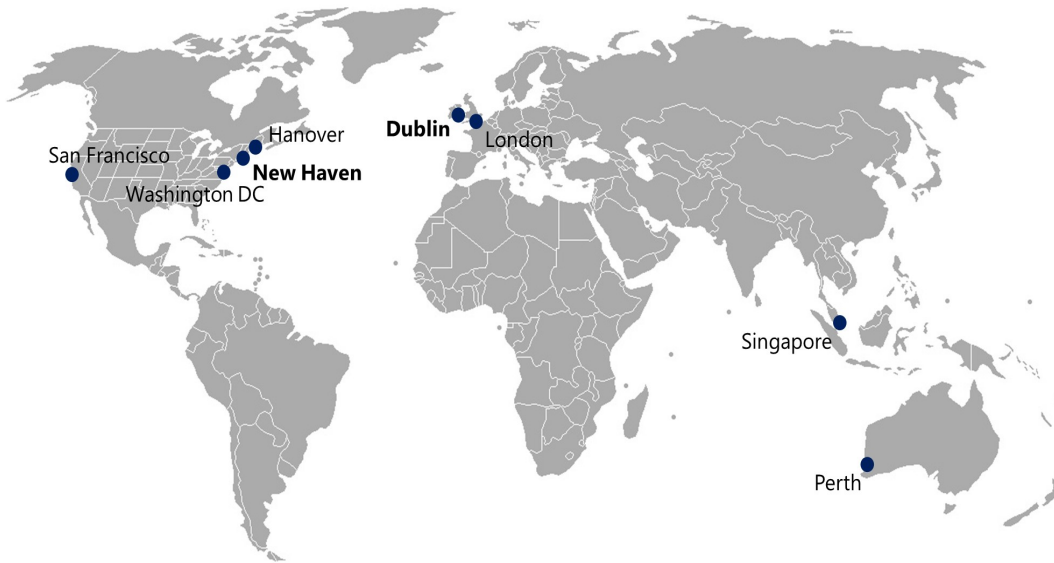 Hanover
Dublin
London
San Francisco
New Haven
Washington DC
Singapore
Perth